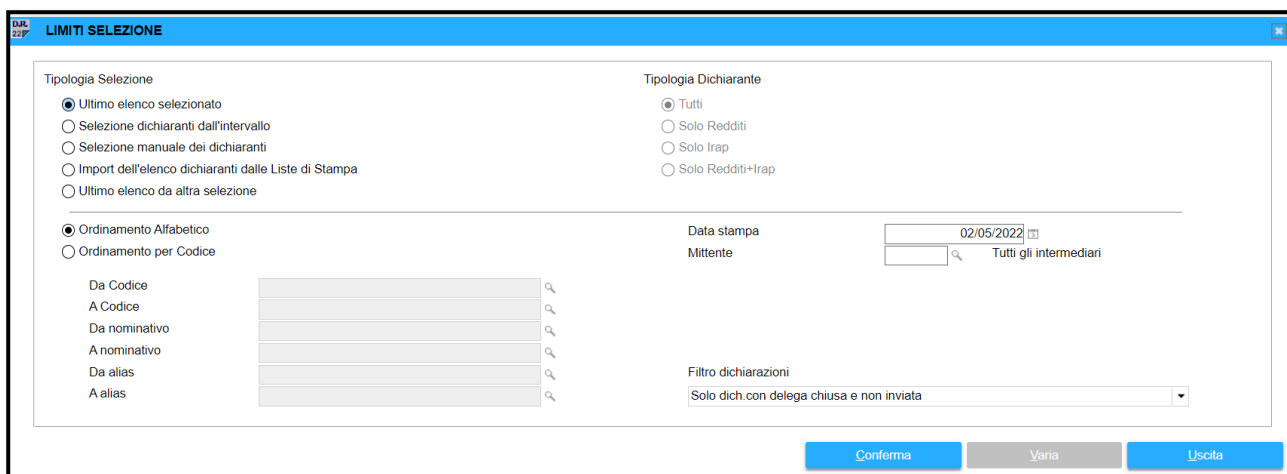 D.R.
22
LIMITI SELEZIONE
Tipologia Selezione
Ultimo elenco selezionato
Selezione dichiaranti dall'intervallo
Selezione manuale dei dichiaranti
Import dell'elenco dichiaranti dalle Liste di Stampa
Ultimo elenco da altra selezione
Tipologia Dichiarante
Tutti
Solo Redditi
Solo Irap
Solo Redditi+Irap
Ordinamento Alfabetico
Ordinamento per Codice
Data stampa 02/05/2022
Mittente Tutti gli intermediari
Da Codice
A Codice
Da nominativo
A nominativo
Da alias
A alias
Filtro dichiarazioni
Solo dich.con delega chiusa e non inviata
Conferma Varia Uscita